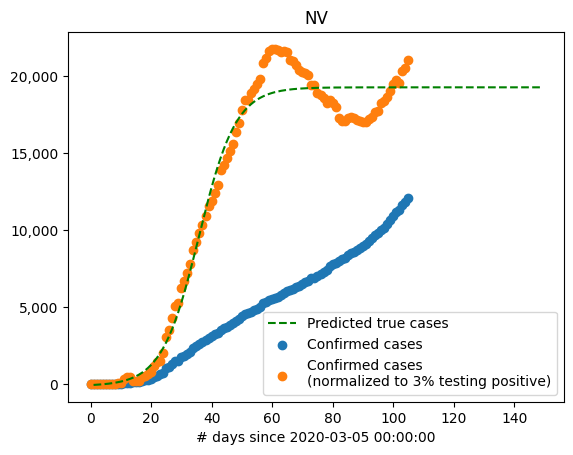 NV
20,000
15,000
10,000
5,000
0
Predicted true cases
Confirmed cases
Confirmed cases
(normalized to 3% testing positive)
0 20 40 60 80 100 120 140
# days since 2020-03-05 00:00:00